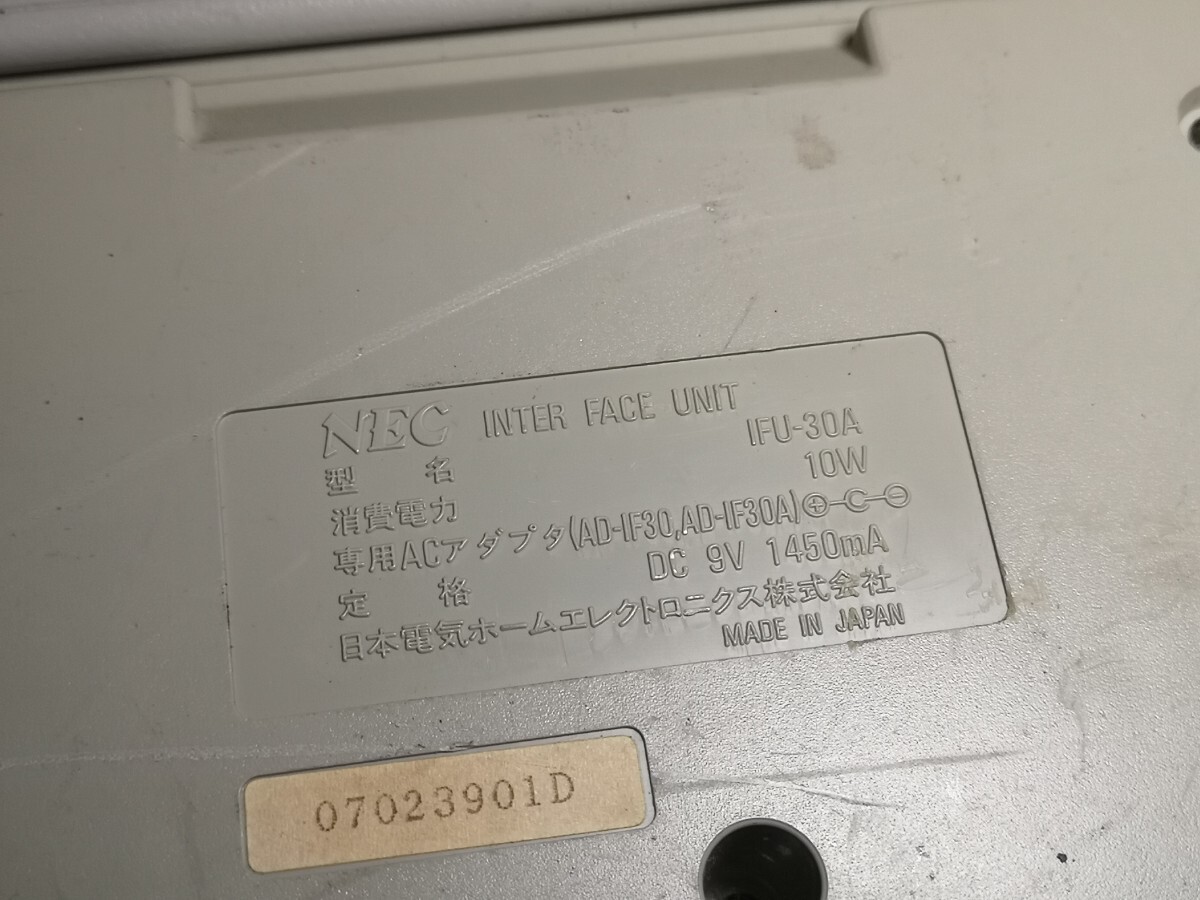 NEC INTER FACE UNIT
型名 IFU-30A
消費電力 10W
専用ACアダプタ(AD-IF30,AD-IF30A)⊕-C-⊖
定格 DC 9V 1450mA
日本電気ホームエレクトロニクス株式会社
MADE IN JAPAN
07023901D